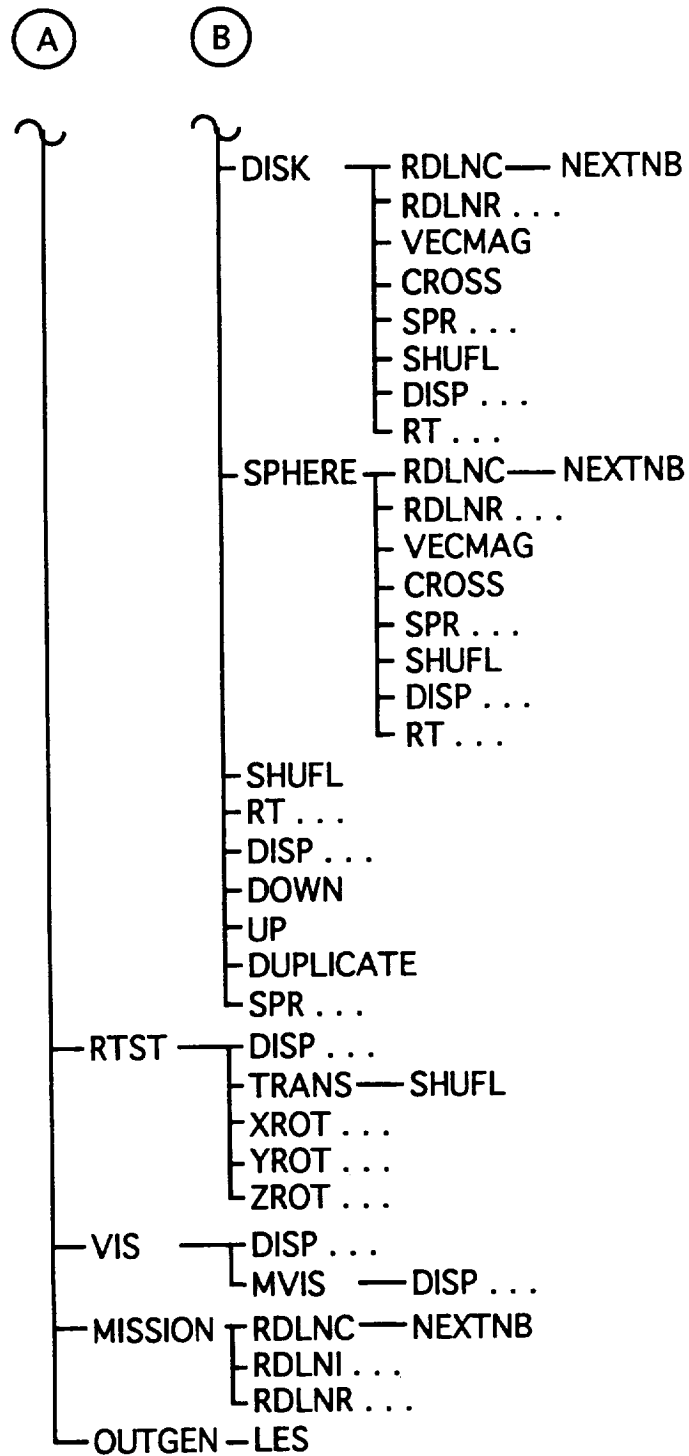 A B
DISK RDLNC NEXTNB
RDLNR . . .
VECMAG
CROSS
SPR . . .
SHUFL
DISP . . .
RT . . .
SPHERE RDLNC NEXTNB
RDLNR . . .
VECMAG
CROSS
SPR . . .
SHUFL
DISP . . .
RT . . .
SHUFL
RT . . .
DISP . . .
DOWN
UP
DUPLICATE
SPR . . .
RTST DISP . . .
TRANS SHUFL
XROT . . .
YROT . . .
ZROT . . .
VIS DISP . . .
MVIS DISP . . .
MISSION RDLNC NEXTNB
RDLNI . . .
RDLNR . . .
OUTGEN LES